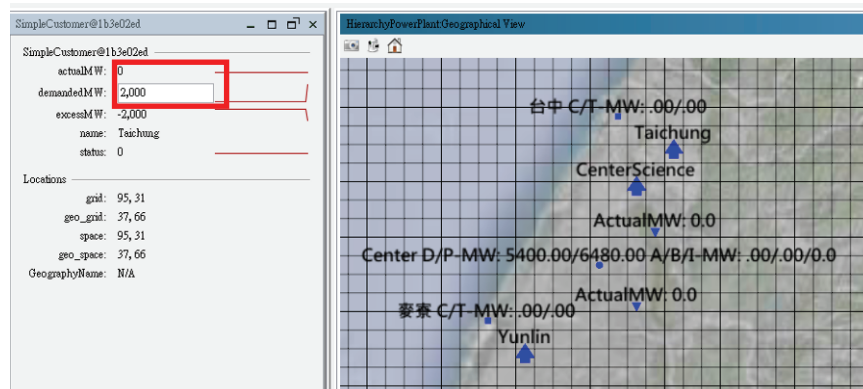 SimpleCustomer@1b3e02ed
SimpleCustomer@1b3e02ed
actualMW: 0
demandedMW: 2,000
excessMW: -2,000
name: Taichung
status: 0
Locations
grid: 95, 31
geo_grid: 37, 66
space: 95, 31
geo_space: 37, 66
GeographyName: N/A
HierarchyPowerPlant:Geographical View
台中 C/T-MW: .00/.00
Taichung
CenterScience
ActualMW: 0.0
Center D/P-MW: 5400.00/6480.00 A/B/I-MW: .00/.00/0.0
ActualMW: 0.0
麥寮 C/T-MW: .00/.00
Yunlin